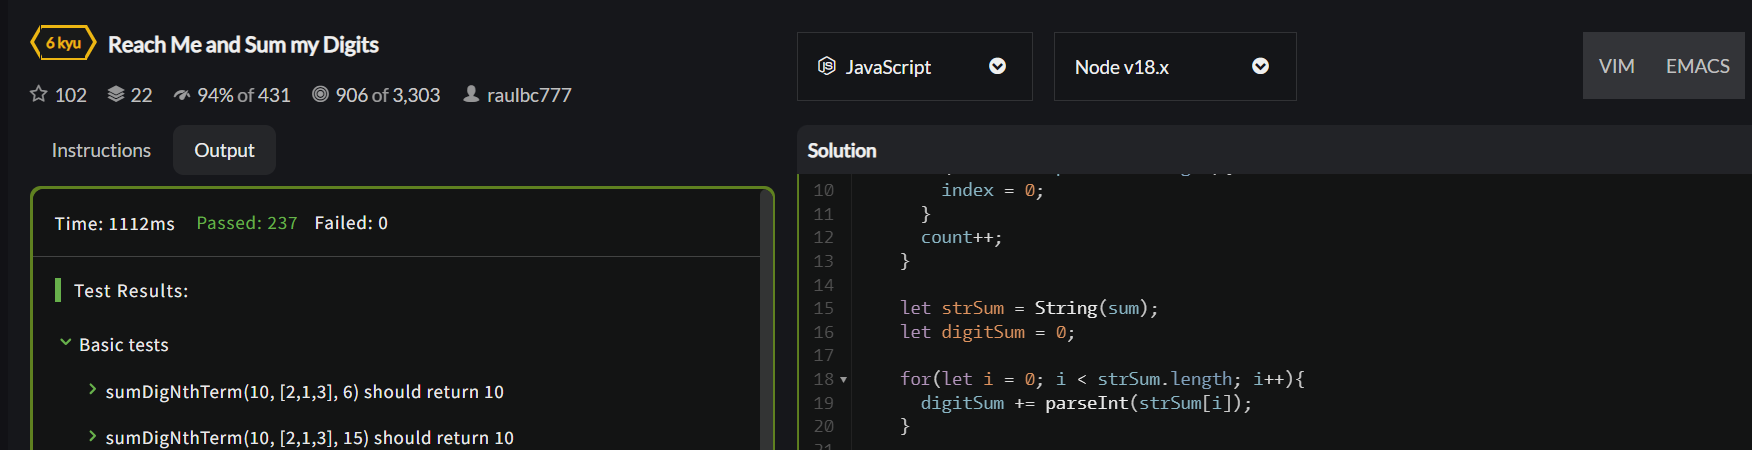 6 kyu Reach Me and Sum my Digits
102 22 94% of 431 906 of 3,303 raulbc777
JavaScript Node v18.x VIM EMACS
Instructions Output
Time: 1112ms Passed: 237 Failed: 0
Test Results:
Basic tests
sumDigNthTerm(10, [2,1,3], 6) should return 10
sumDigNthTerm(10, [2,1,3], 15) should return 10
Solution
10 index = 0;
11 }
12 count++;
13 }
14
15 let strSum = String(sum);
16 let digitSum = 0;
17
18 for(let i = 0; i < strSum.length; i++){
19 digitSum += parseInt(strSum[i]);
20 }